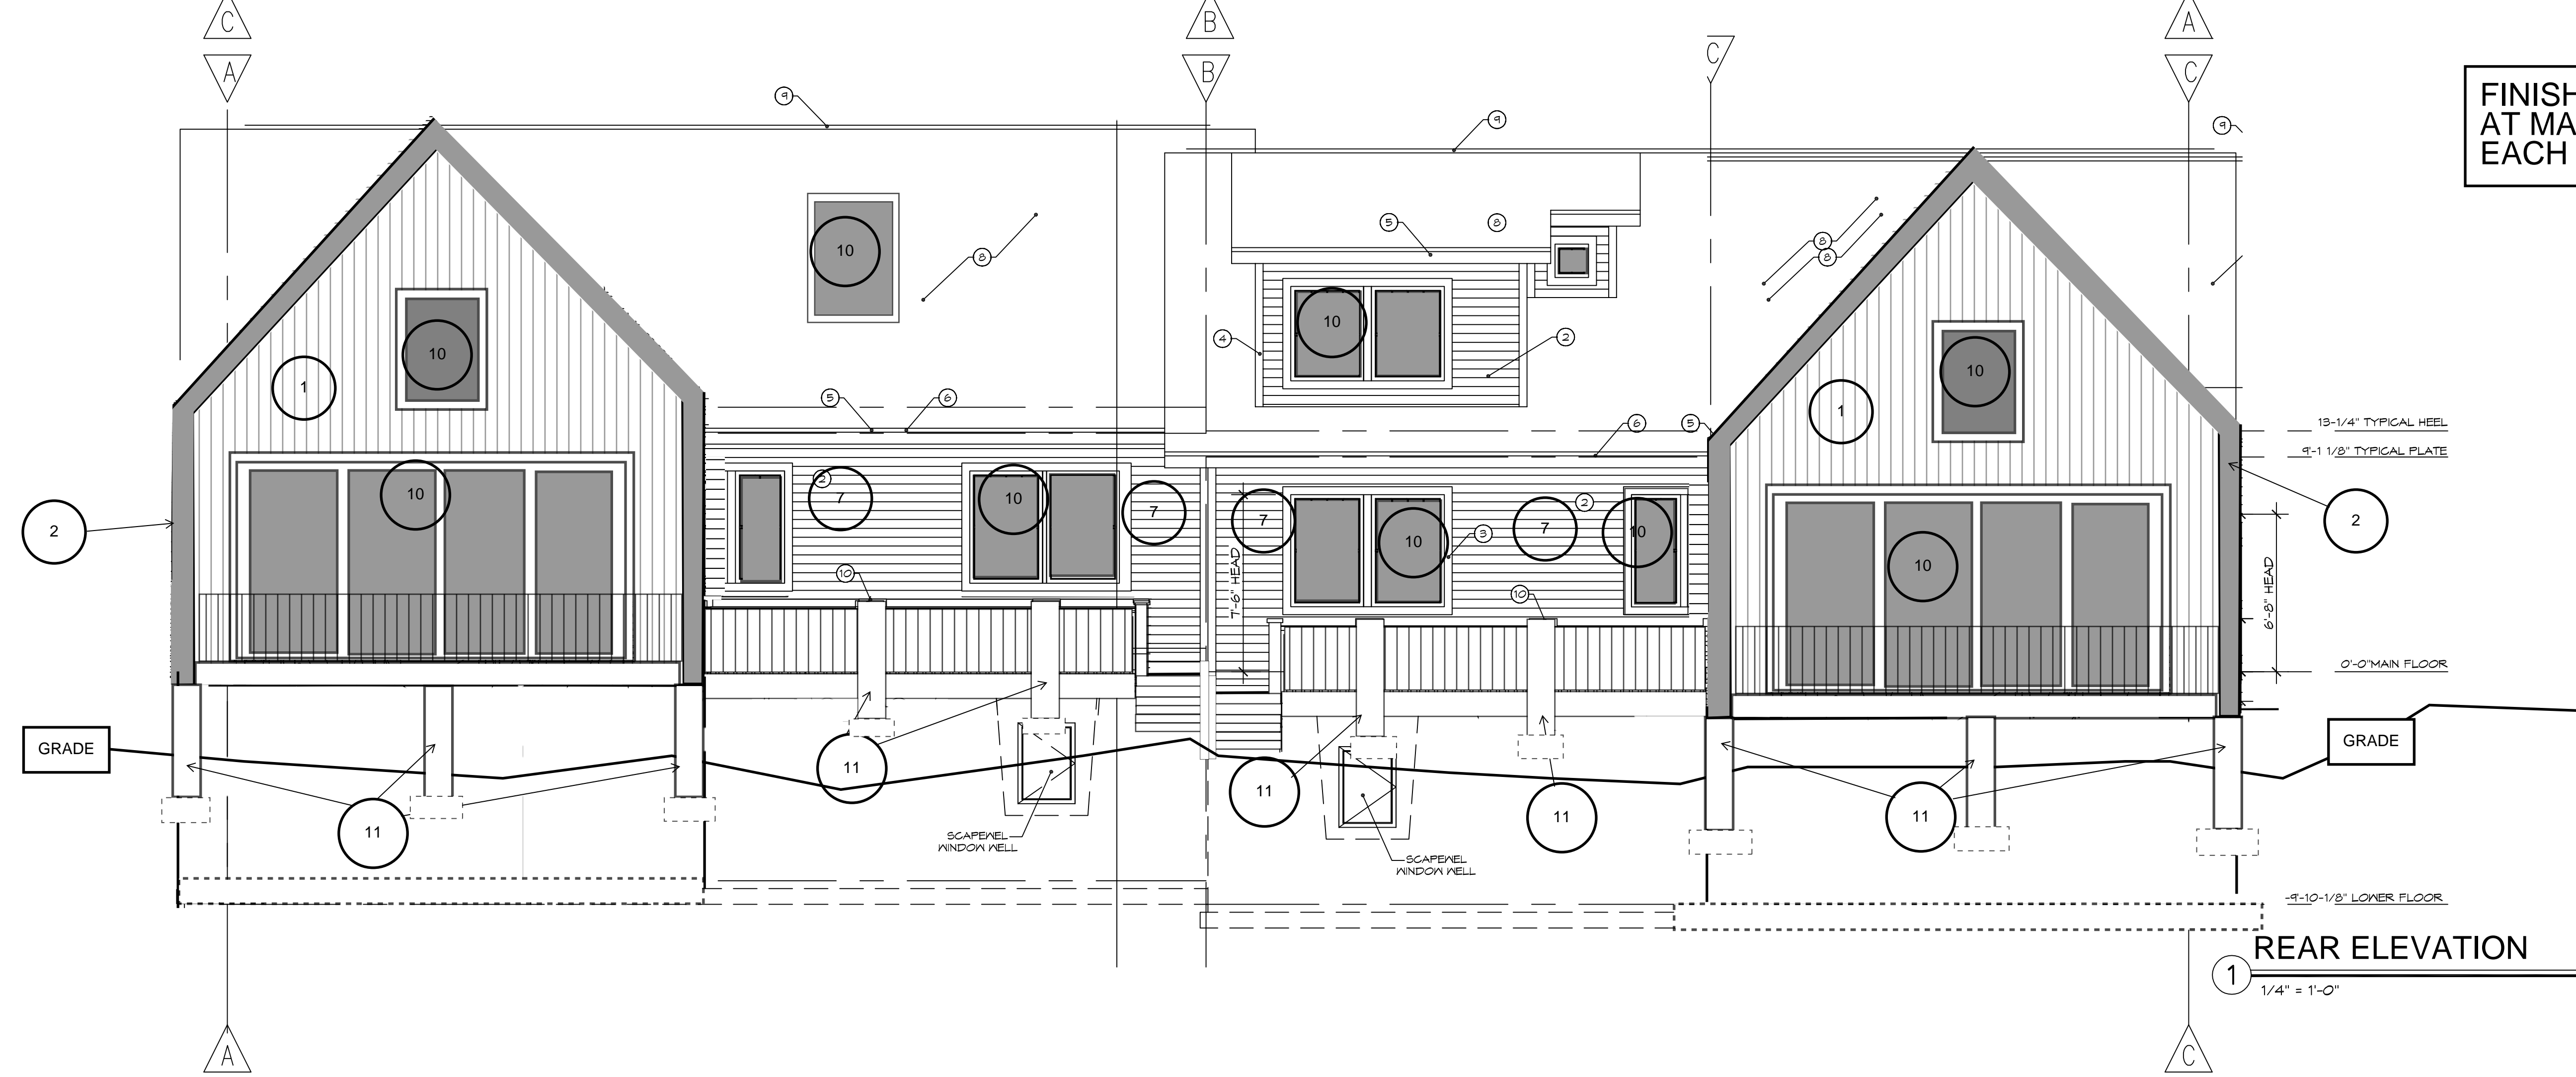 C
B
A
A
B
C
C
FINISH
AT MA
EACH
9
9
9
10
8
5
8
8
8
10
10
10
1
1
4
2
5
6
6
5
13-1/4" TYPICAL HEEL
9'-1 1/8" TYPICAL PLATE
2
10
2
7
10
7
7
10
3
7
2
10
10
2
7'-6" HEAD
6'-8" HEAD
10
10
0'-0"MAIN FLOOR
GRADE
GRADE
11
11
11
11
11
SCAPEWEL
WINDOW WELL
SCAPEWEL
WINDOW WELL
-9'-10-1/8" LOWER FLOOR
1
REAR ELEVATION
1/4" = 1'-0"
A
C